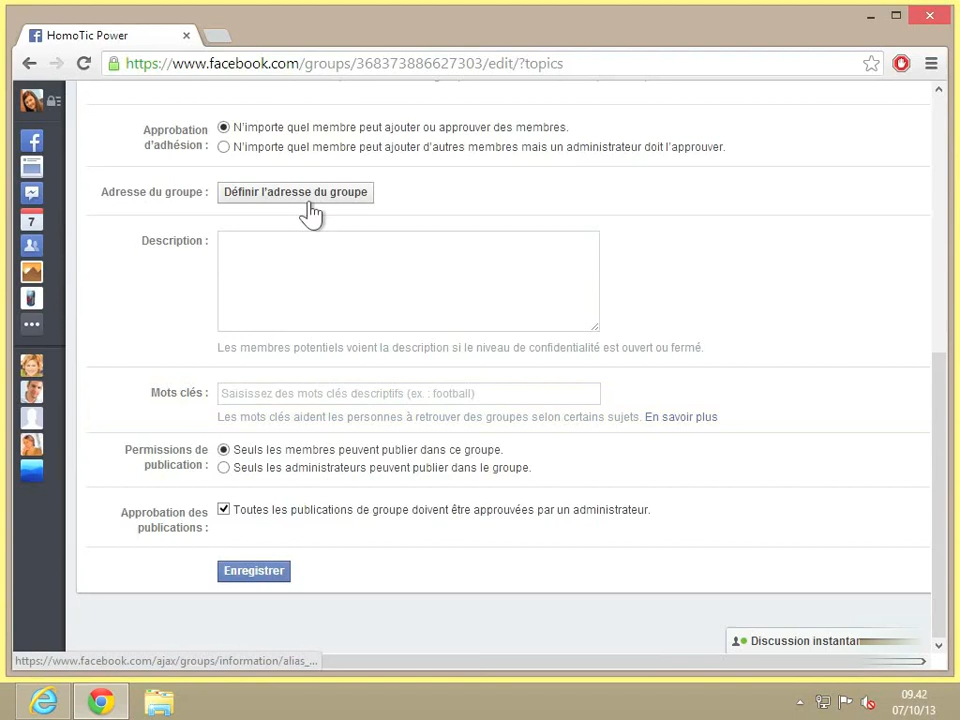 HomoTic Power
https://www.facebook.com/groups/368373886627303/edit/?topics
Approbation d'adhésion :
N'importe quel membre peut ajouter ou approuver des membres.
N'importe quel membre peut ajouter d'autres membres mais un administrateur doit l'approuver.
Adresse du groupe :
Définir l'adresse du groupe
Description :
Les membres potentiels voient la description si le niveau de confidentialité est ouvert ou fermé.
Mots clés :
Saisissez des mots clés descriptifs (ex. : football)
Les mots clés aident les personnes à retrouver des groupes selon certains sujets. En savoir plus
Permissions de publication :
Seuls les membres peuvent publier dans ce groupe.
Seuls les administrateurs peuvent publier dans le groupe.
Approbation des publications :
Toutes les publications de groupe doivent être approuvées par un administrateur.
Enregistrer
7
Discussion instantan
https://www.facebook.com/ajax/groups/information/alias_...
09.42
07/10/13